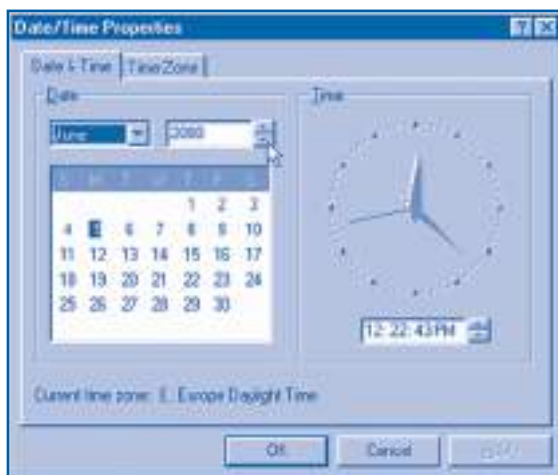 Date/Time Properties
Date & Time Time Zone
Date
Time
June 2000
S M T W T F S
1 2 3
4 5 6 7 8 9 10
11 12 13 14 15 16 17
18 19 20 21 22 23 24
25 26 27 28 29 30
12:22:43 PM
Current time zone: E. Europe Daylight Time
OK Cancel